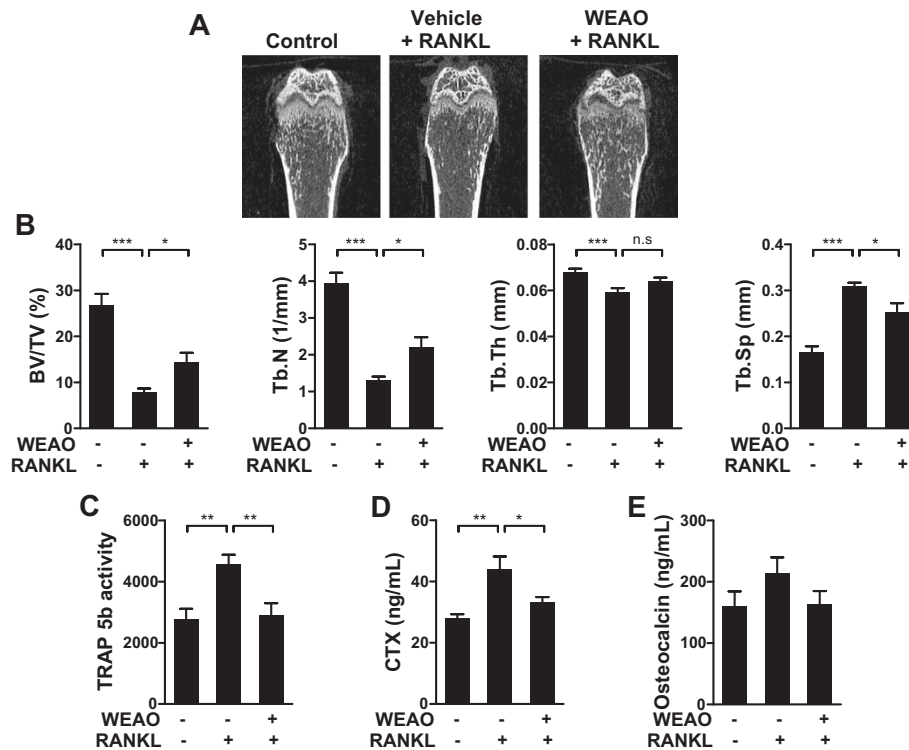 A
Control
Vehicle
+ RANKL
WEAO
+ RANKL
B
BV/TV (%)
40
30
20
10
0
*** *
WEAO - - +
RANKL - + +
Tb.N (1/mm)
5
4
3
2
1
0
*** *
- - +
- + +
Tb.Th (mm)
0.08
0.06
0.04
0.02
0.00
*** n.s
WEAO - - +
RANKL - + +
Tb.Sp (mm)
0.4
0.3
0.2
0.1
0.0
*** *
WEAO - - +
RANKL - + +
C
TRAP 5b activity
6000
4000
2000
0
** **
WEAO - - +
RANKL - + +
D
CTX (ng/mL)
60
40
20
0
** *
WEAO - - +
RANKL - + +
E
Osteocalcin (ng/mL)
300
200
100
0
WEAO - - +
RANKL - + +